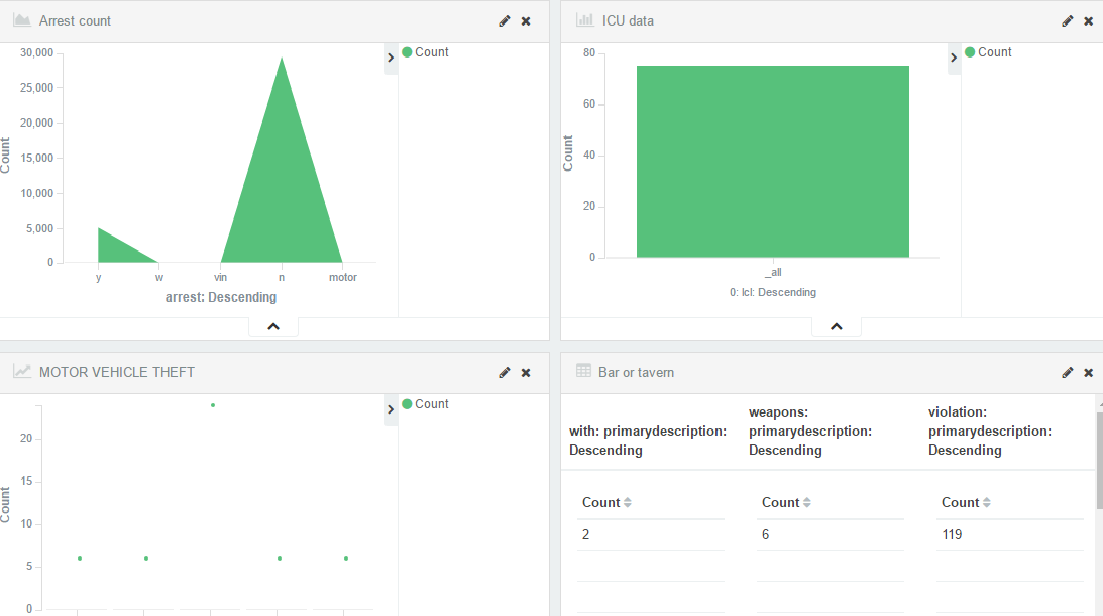 Arrest count
30,000
25,000
20,000
15,000
10,000
5,000
0
Count
y w vin n motor
arrest: Descending
Count
ICU data
80
60
40
20
0
Count
_all
0: lcl: Descending
Count
MOTOR VEHICLE THEFT
20
15
10
5
0
Count
Count
Bar or tavern
with: primarydescription:
Descending
weapons:
primarydescription:
Descending
violation:
primarydescription:
Descending
Count Count Count
2 6 119